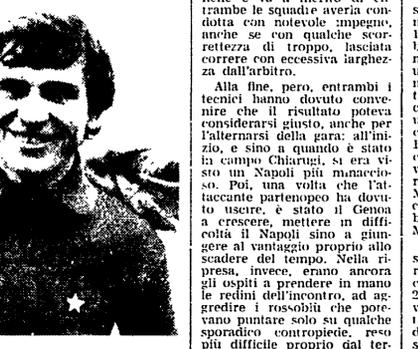 trambe le squadre averla con-
dotta con notevole impegno,
anche se con qualche scor-
rettezza di troppo, lasciata
correre con eccessiva larghez-
za dall'arbitro.
Alla fine, pero, entrambi i
tecnici hanno dovuto conve-
nire che il risultato poteva
considerarsi giusto, anche per
l'alternarsi della gara: all'ini-
zio, e sino a quando è stato
in campo Chiarugi, si era vi-
sto un Napoli più minaccio-
so. Poi, una volta che l'at-
taccante partenopeo ha dovu-
to uscire, è stato il Genoa
a crescere, mettere in diffi-
coltà il Napoli sino a giun-
gere al vantaggio proprio allo
scadere del tempo. Nella ri-
presa, invece, erano ancora
gli ospiti a prendere in mano
le redini dell'incontro, ad ag-
gredire i rossoblù che pote-
vano puntare solo su qualche
sporadico contropiede, reso
più difficile proprio dal ter-